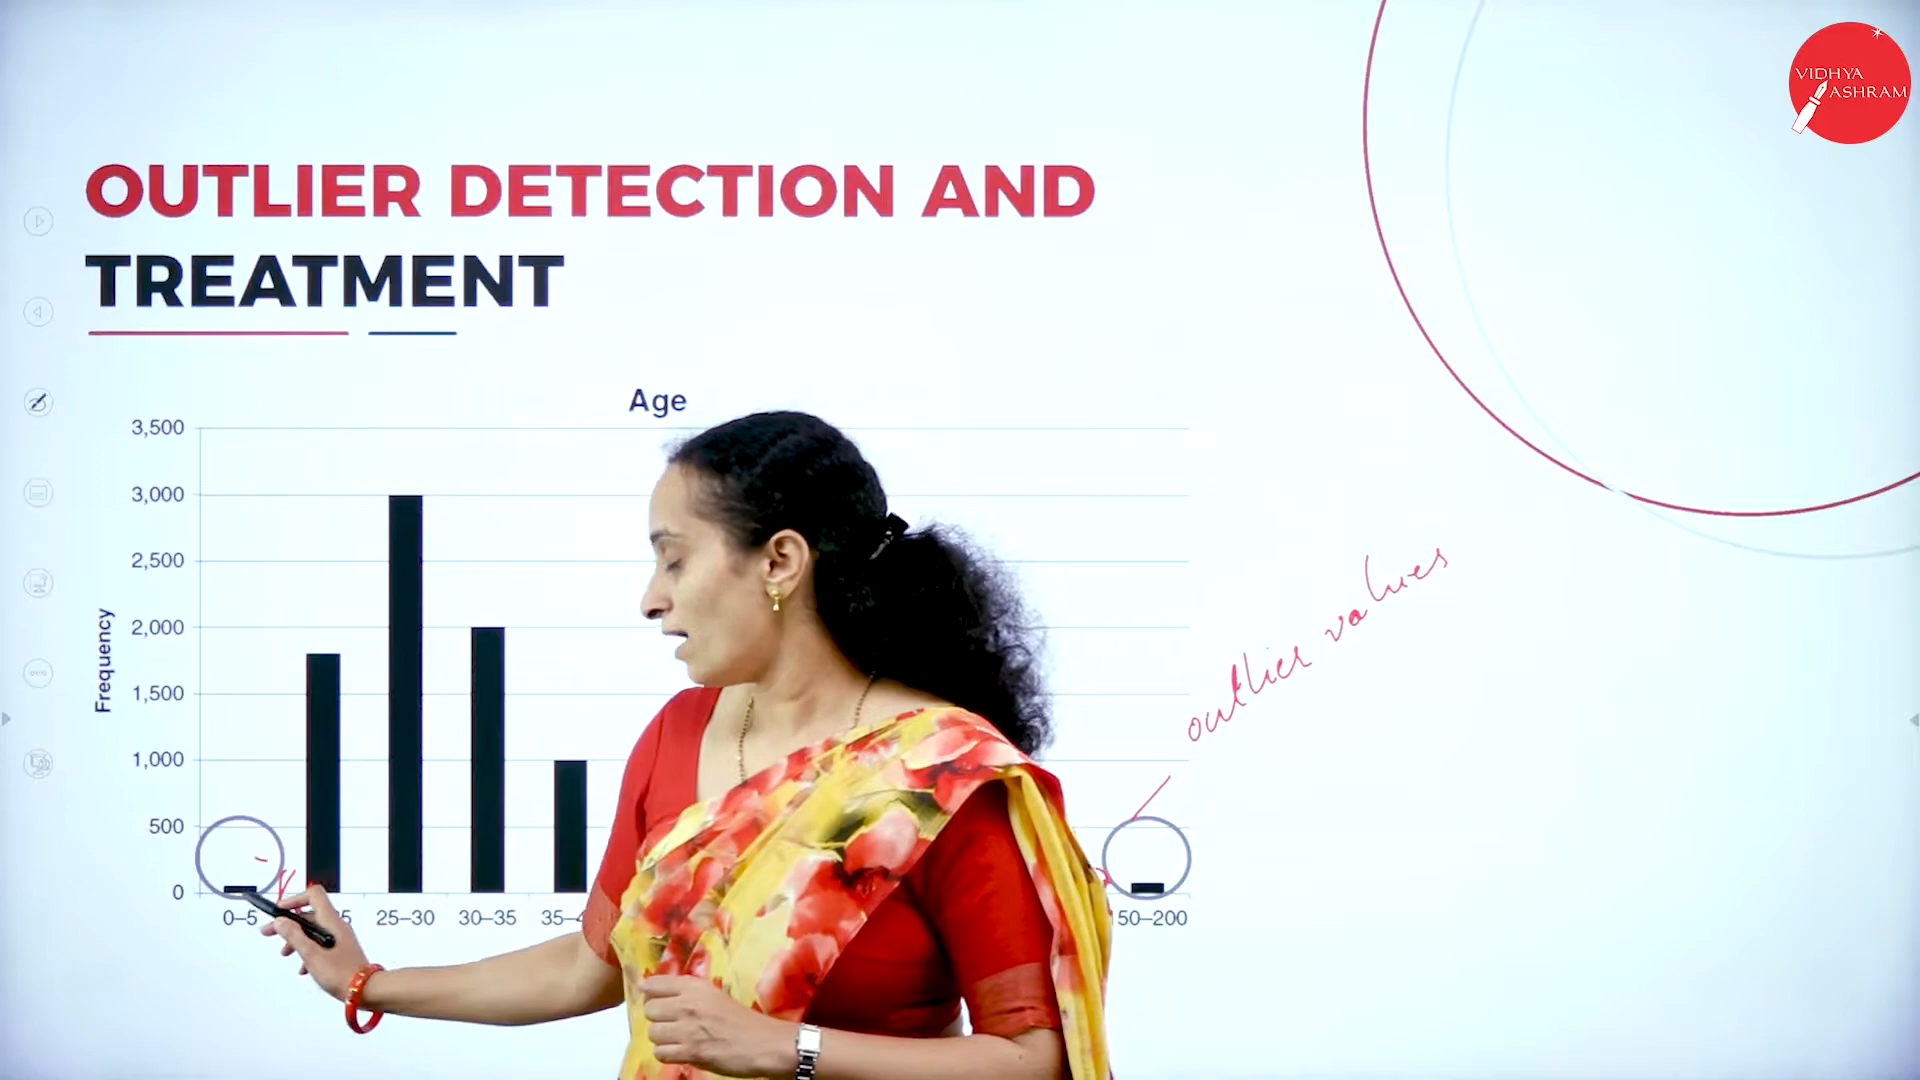 VIDHYA
ASHRAM
OUTLIER DETECTION AND
TREATMENT
Age
3,500
3,000
2,500
2,000
1,500
1,000
500
0
Frequency
0–5
25–30
30–35
50–200
outlier values